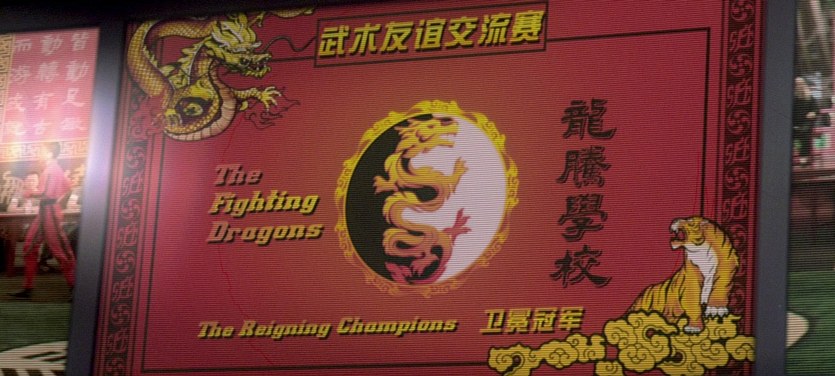 武术友谊交流赛
The
Fighting
Dragons
龍騰學校
The Reigning Champions 卫冕冠军